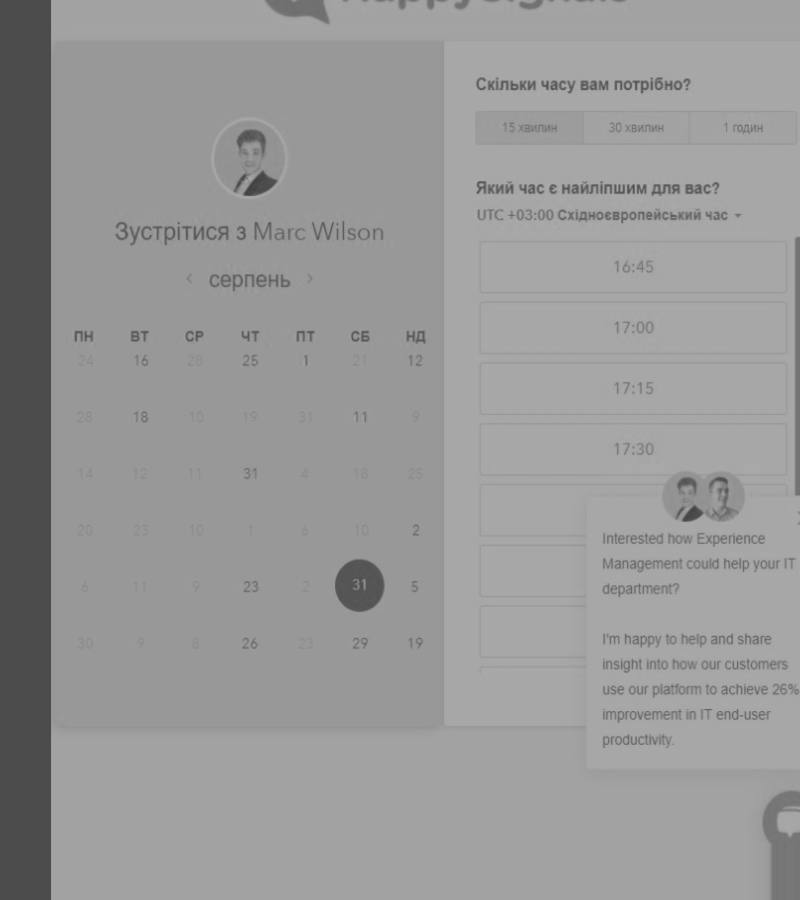 HappySignals
Зустрітися з Marc Wilson
‹ серпень ›
ПН ВТ СР ЧТ ПТ СБ НД
24 16 28 25 1 21 12
28 18 10 19 31 11 9
14 12 11 31 4 18 25
20 23 10 1 6 10 2
6 11 9 23 2 31 5
30 9 8 26 23 29 19
Скільки часу вам потрібно?
15 хвилин 30 хвилин 1 годин
Який час є найліпшим для вас?
UTC +03:00 Східноєвропейський час
16:45
17:00
17:15
17:30
Interested how Experience
Management could help your IT
department?
I'm happy to help and share
insight into how our customers
use our platform to achieve 26%
improvement in IT end-user
productivity.